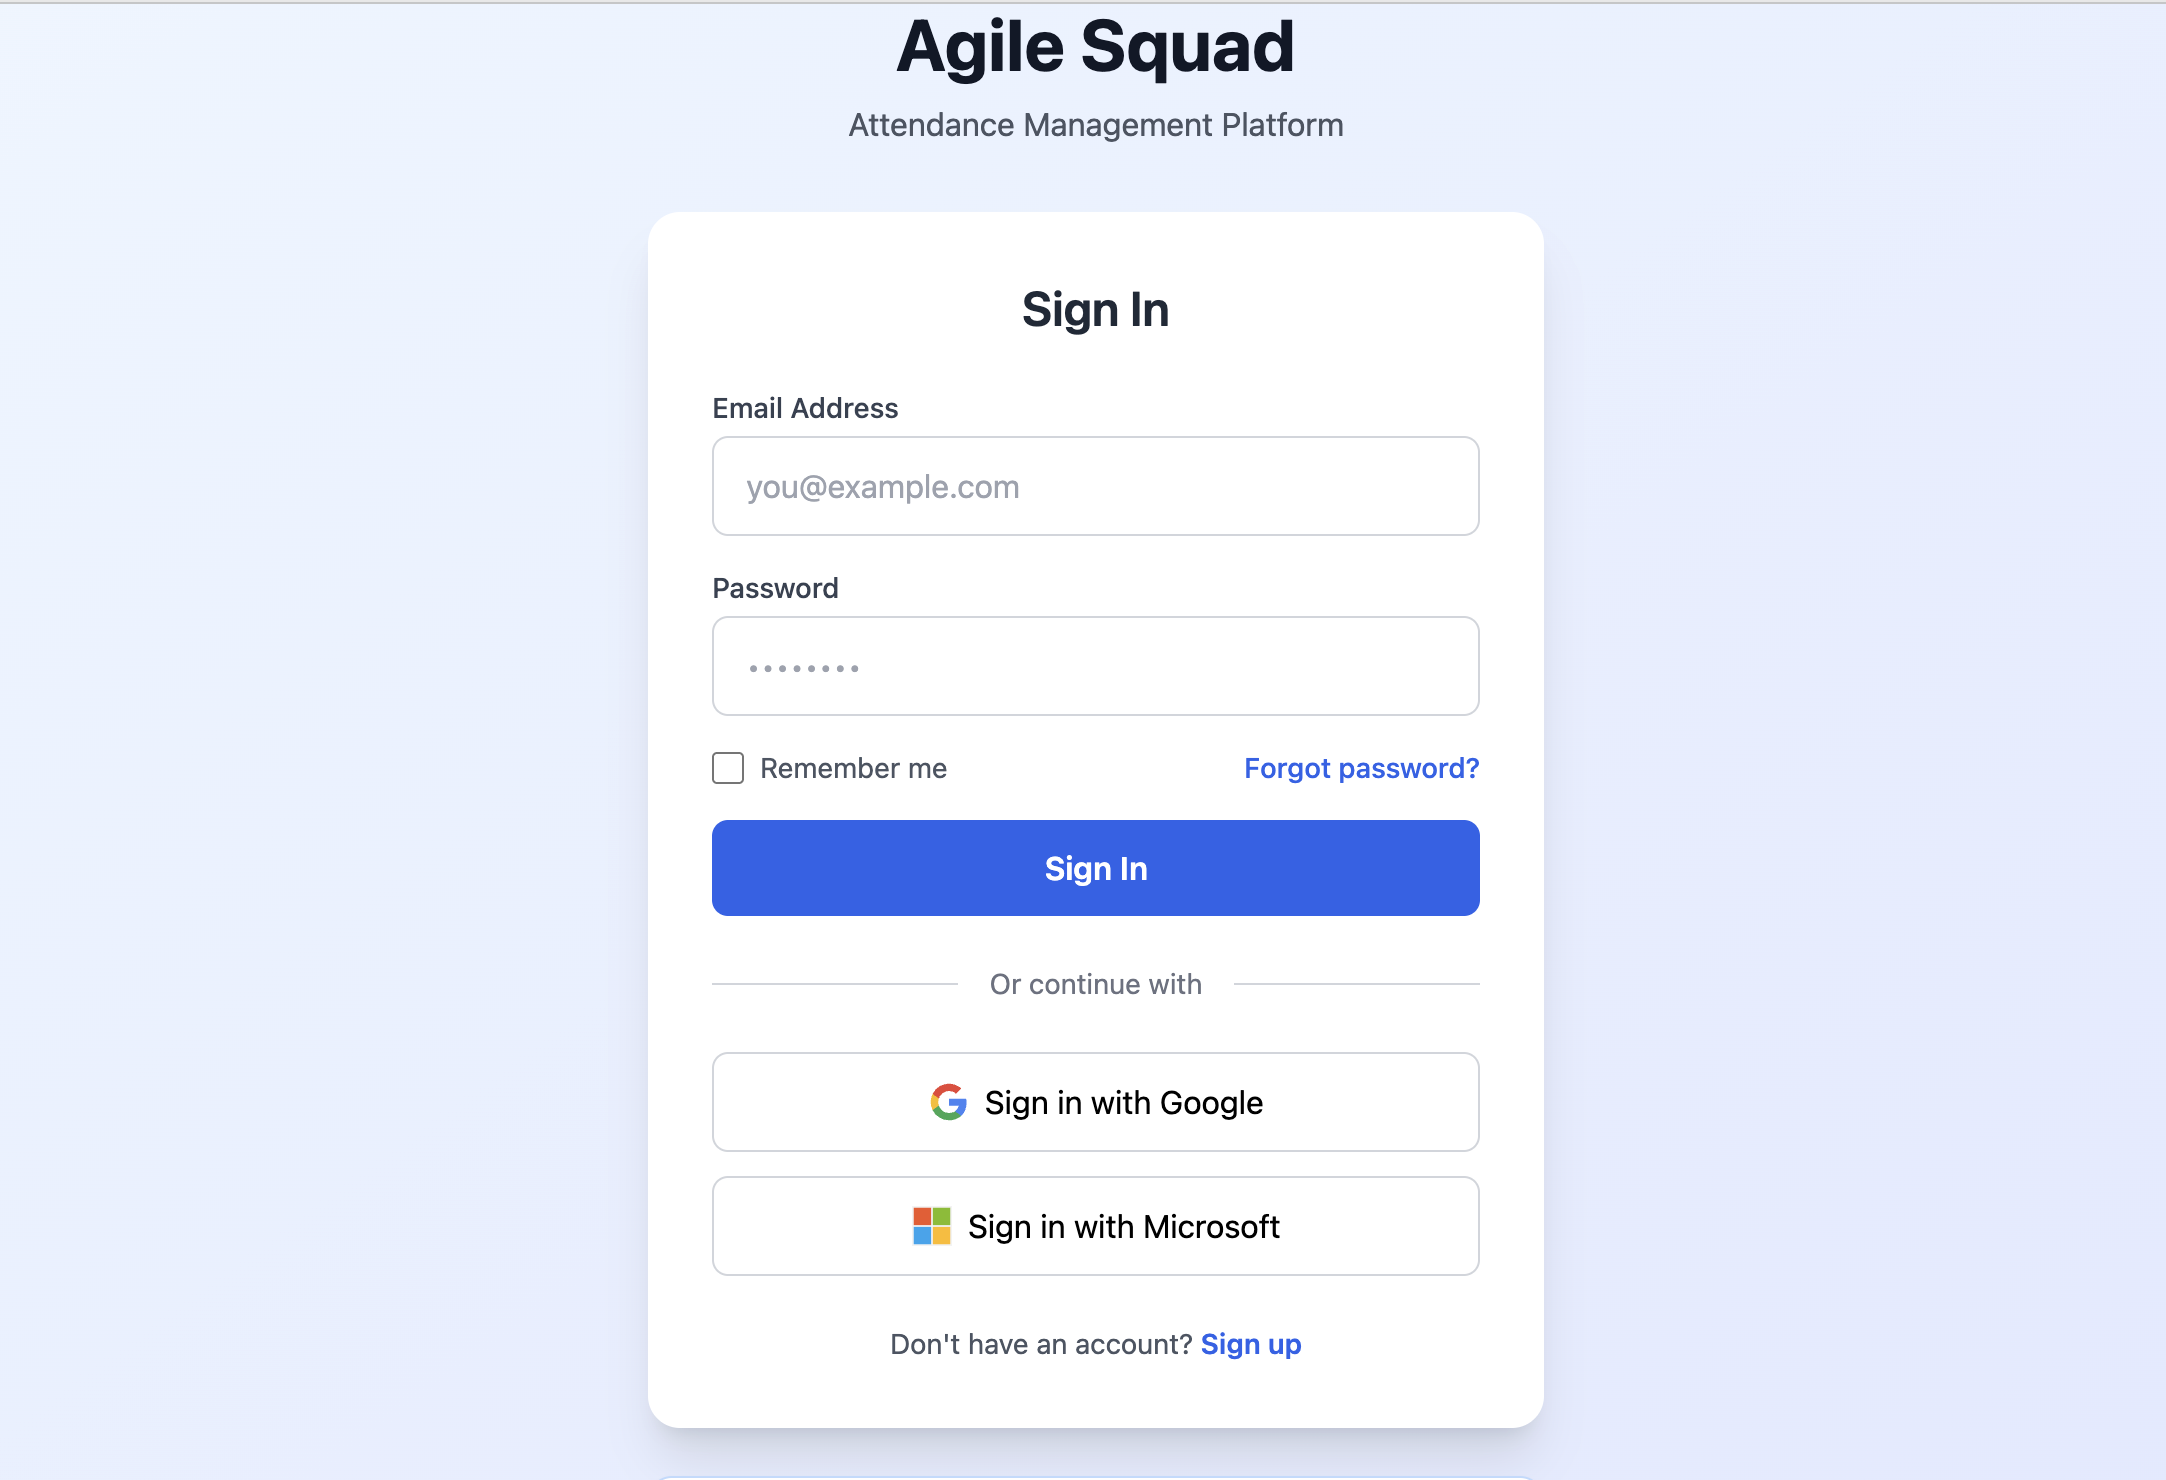 Agile Squad
Attendance Management Platform
Sign In
Email Address
you@example.com
Password
••••••••
Remember me
Forgot password?
Sign In
Or continue with
Sign in with Google
Sign in with Microsoft
Don't have an account? Sign up